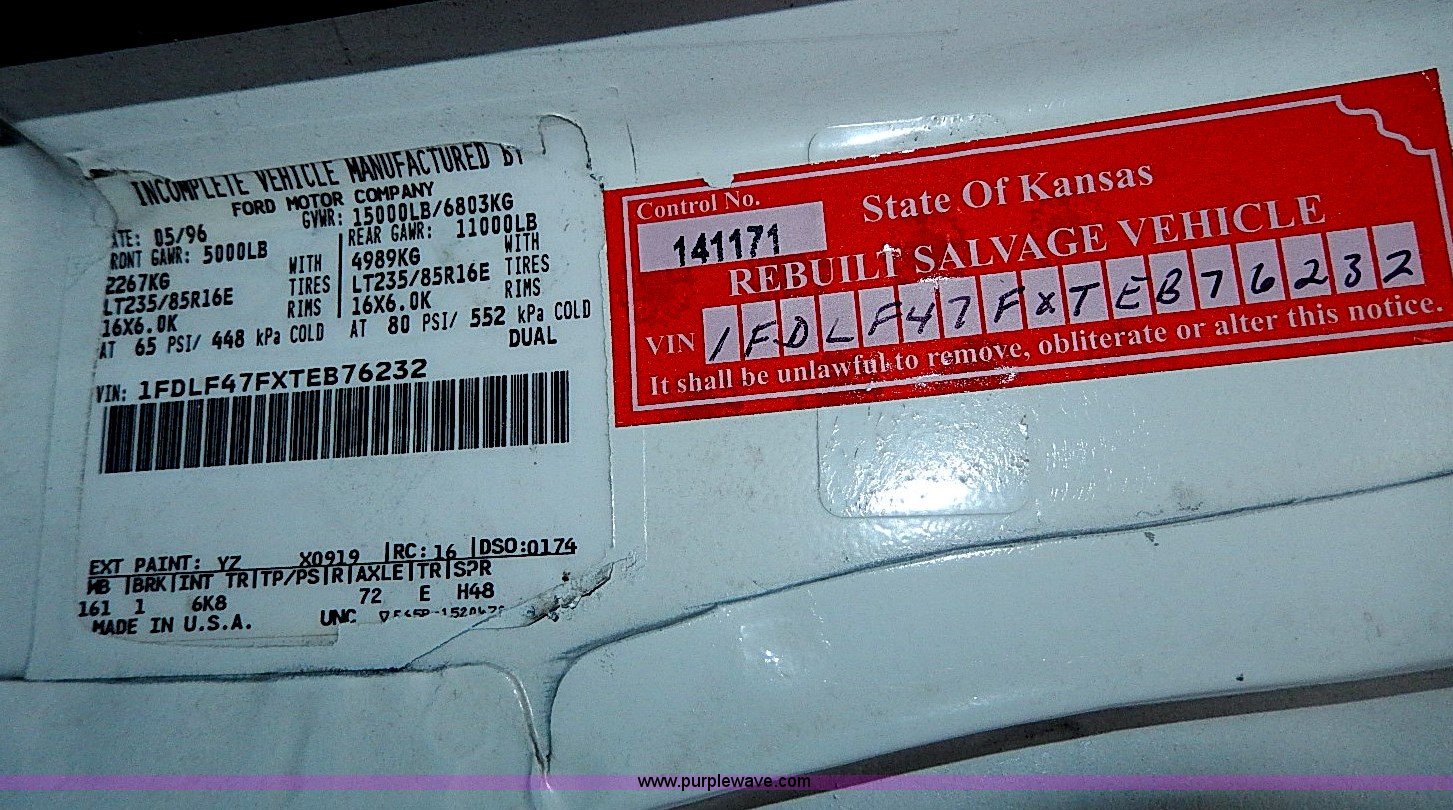 INCOMPLETE VEHICLE MANUFACTURED BY
FORD MOTOR COMPANY
ATE: 05/96 GVWR: 15000LB/6803KG
RONT GAWR: 5000LB REAR GAWR: 11000LB
2267KG WITH 4989KG WITH
LT235/85R16E TIRES LT235/85R16E TIRES
16X6.0K RIMS 16X6.0K RIMS
AT 65 PSI/ 448 kPa COLD AT 80 PSI/ 552 kPa COLD
DUAL
VIN: 1FDLF47FXTEB76232
EXT PAINT: YZ X0919 |RC: 16 |DSO:0174
WB |BRK|INT TR|TP/PS|R|AXLE|TR|SPR
161 1 6K8 72 E H48
MADE IN U.S.A. UNC
Control No.
141171
State Of Kansas
REBUILT SALVAGE VEHICLE
VIN 1FDLF47FXTEB76232
It shall be unlawful to remove, obliterate or alter this notice.
www.purplewave.com